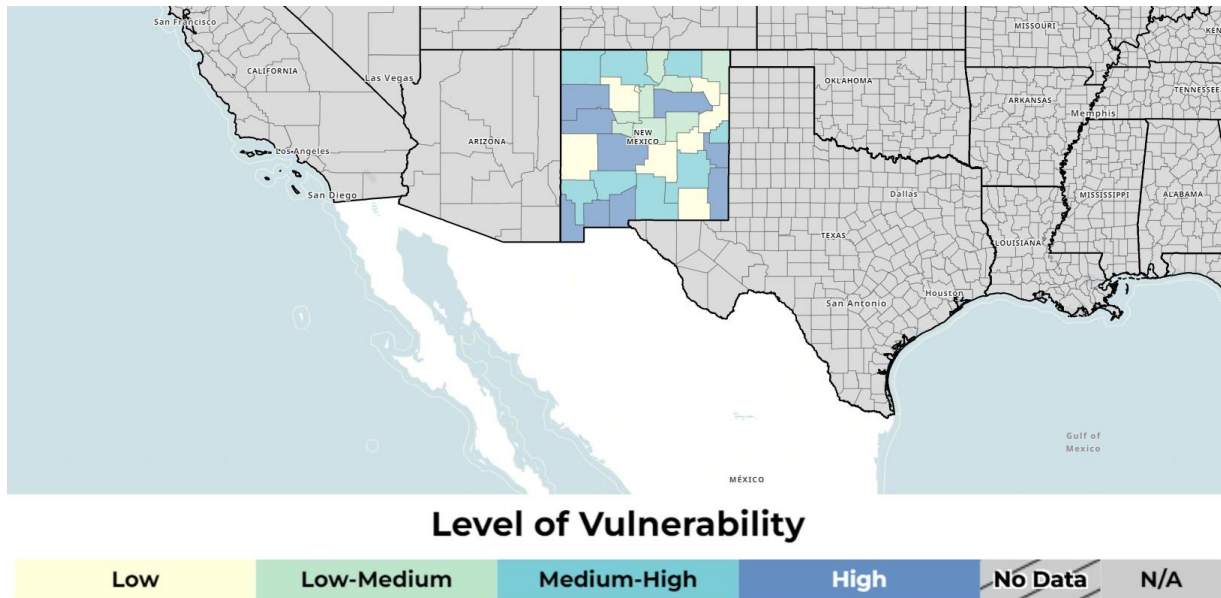 San Francisco
MISSOURI
KEN
CALIFORNIA
Las Vegas
OKLAHOMA
TENNESSEE
ARKANSAS
Memphis
ARIZONA
NEW
MEXICO
Los Angeles
San Diego
Dallas
MISSISSIPPI
ALABAMA
TEXAS
LOUISIANA
Houston
San Antonio
Gulf of
Mexico
MÉXICO
Level of Vulnerability
Low Low-Medium Medium-High High No Data N/A